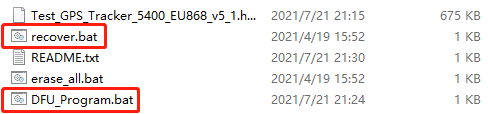 Test_GPS_Tracker_5400_EU868_v5_1.h... 2021/7/21 21:15 675 KB
recover.bat 2021/4/19 15:52 1 KB
README.txt 2021/7/21 21:30 1 KB
erase_all.bat 2021/4/19 15:52 1 KB
DFU_Program.bat 2021/7/21 21:24 1 KB